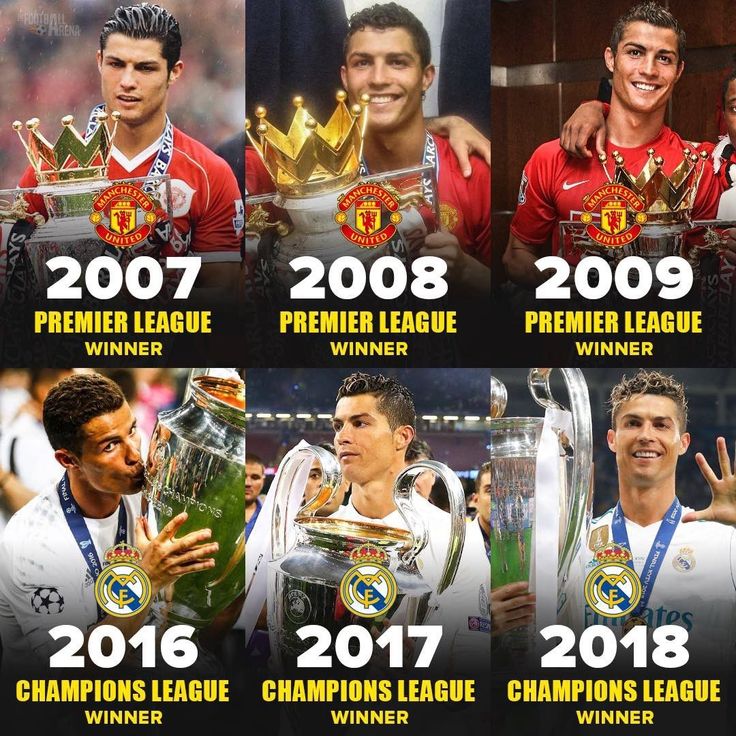 FOOTBALL
ARENA
MANCHESTER
UNITED
2007
PREMIER LEAGUE
WINNER
MANCHESTER
UNITED
2008
PREMIER LEAGUE
WINNER
MANCHESTER
UNITED
2009
PREMIER LEAGUE
WINNER
2016
CHAMPIONS LEAGUE
WINNER
2017
CHAMPIONS LEAGUE
WINNER
2018
CHAMPIONS LEAGUE
WINNER